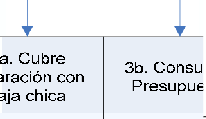 a. Cubre
aración con
aja chica
3b. Consu
Presupue